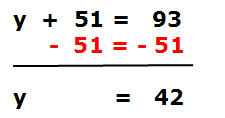 y + 51 = 93
- 51 = - 51
y = 42